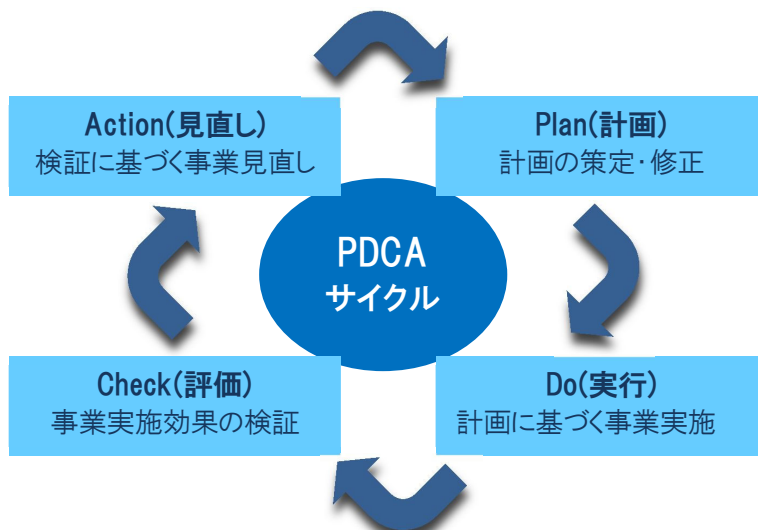 Action(見直し)
検証に基づく事業見直し
Plan(計画)
計画の策定･修正
PDCA
サイクル
Check(評価)
事業実施効果の検証
Do(実行)
計画に基づく事業実施